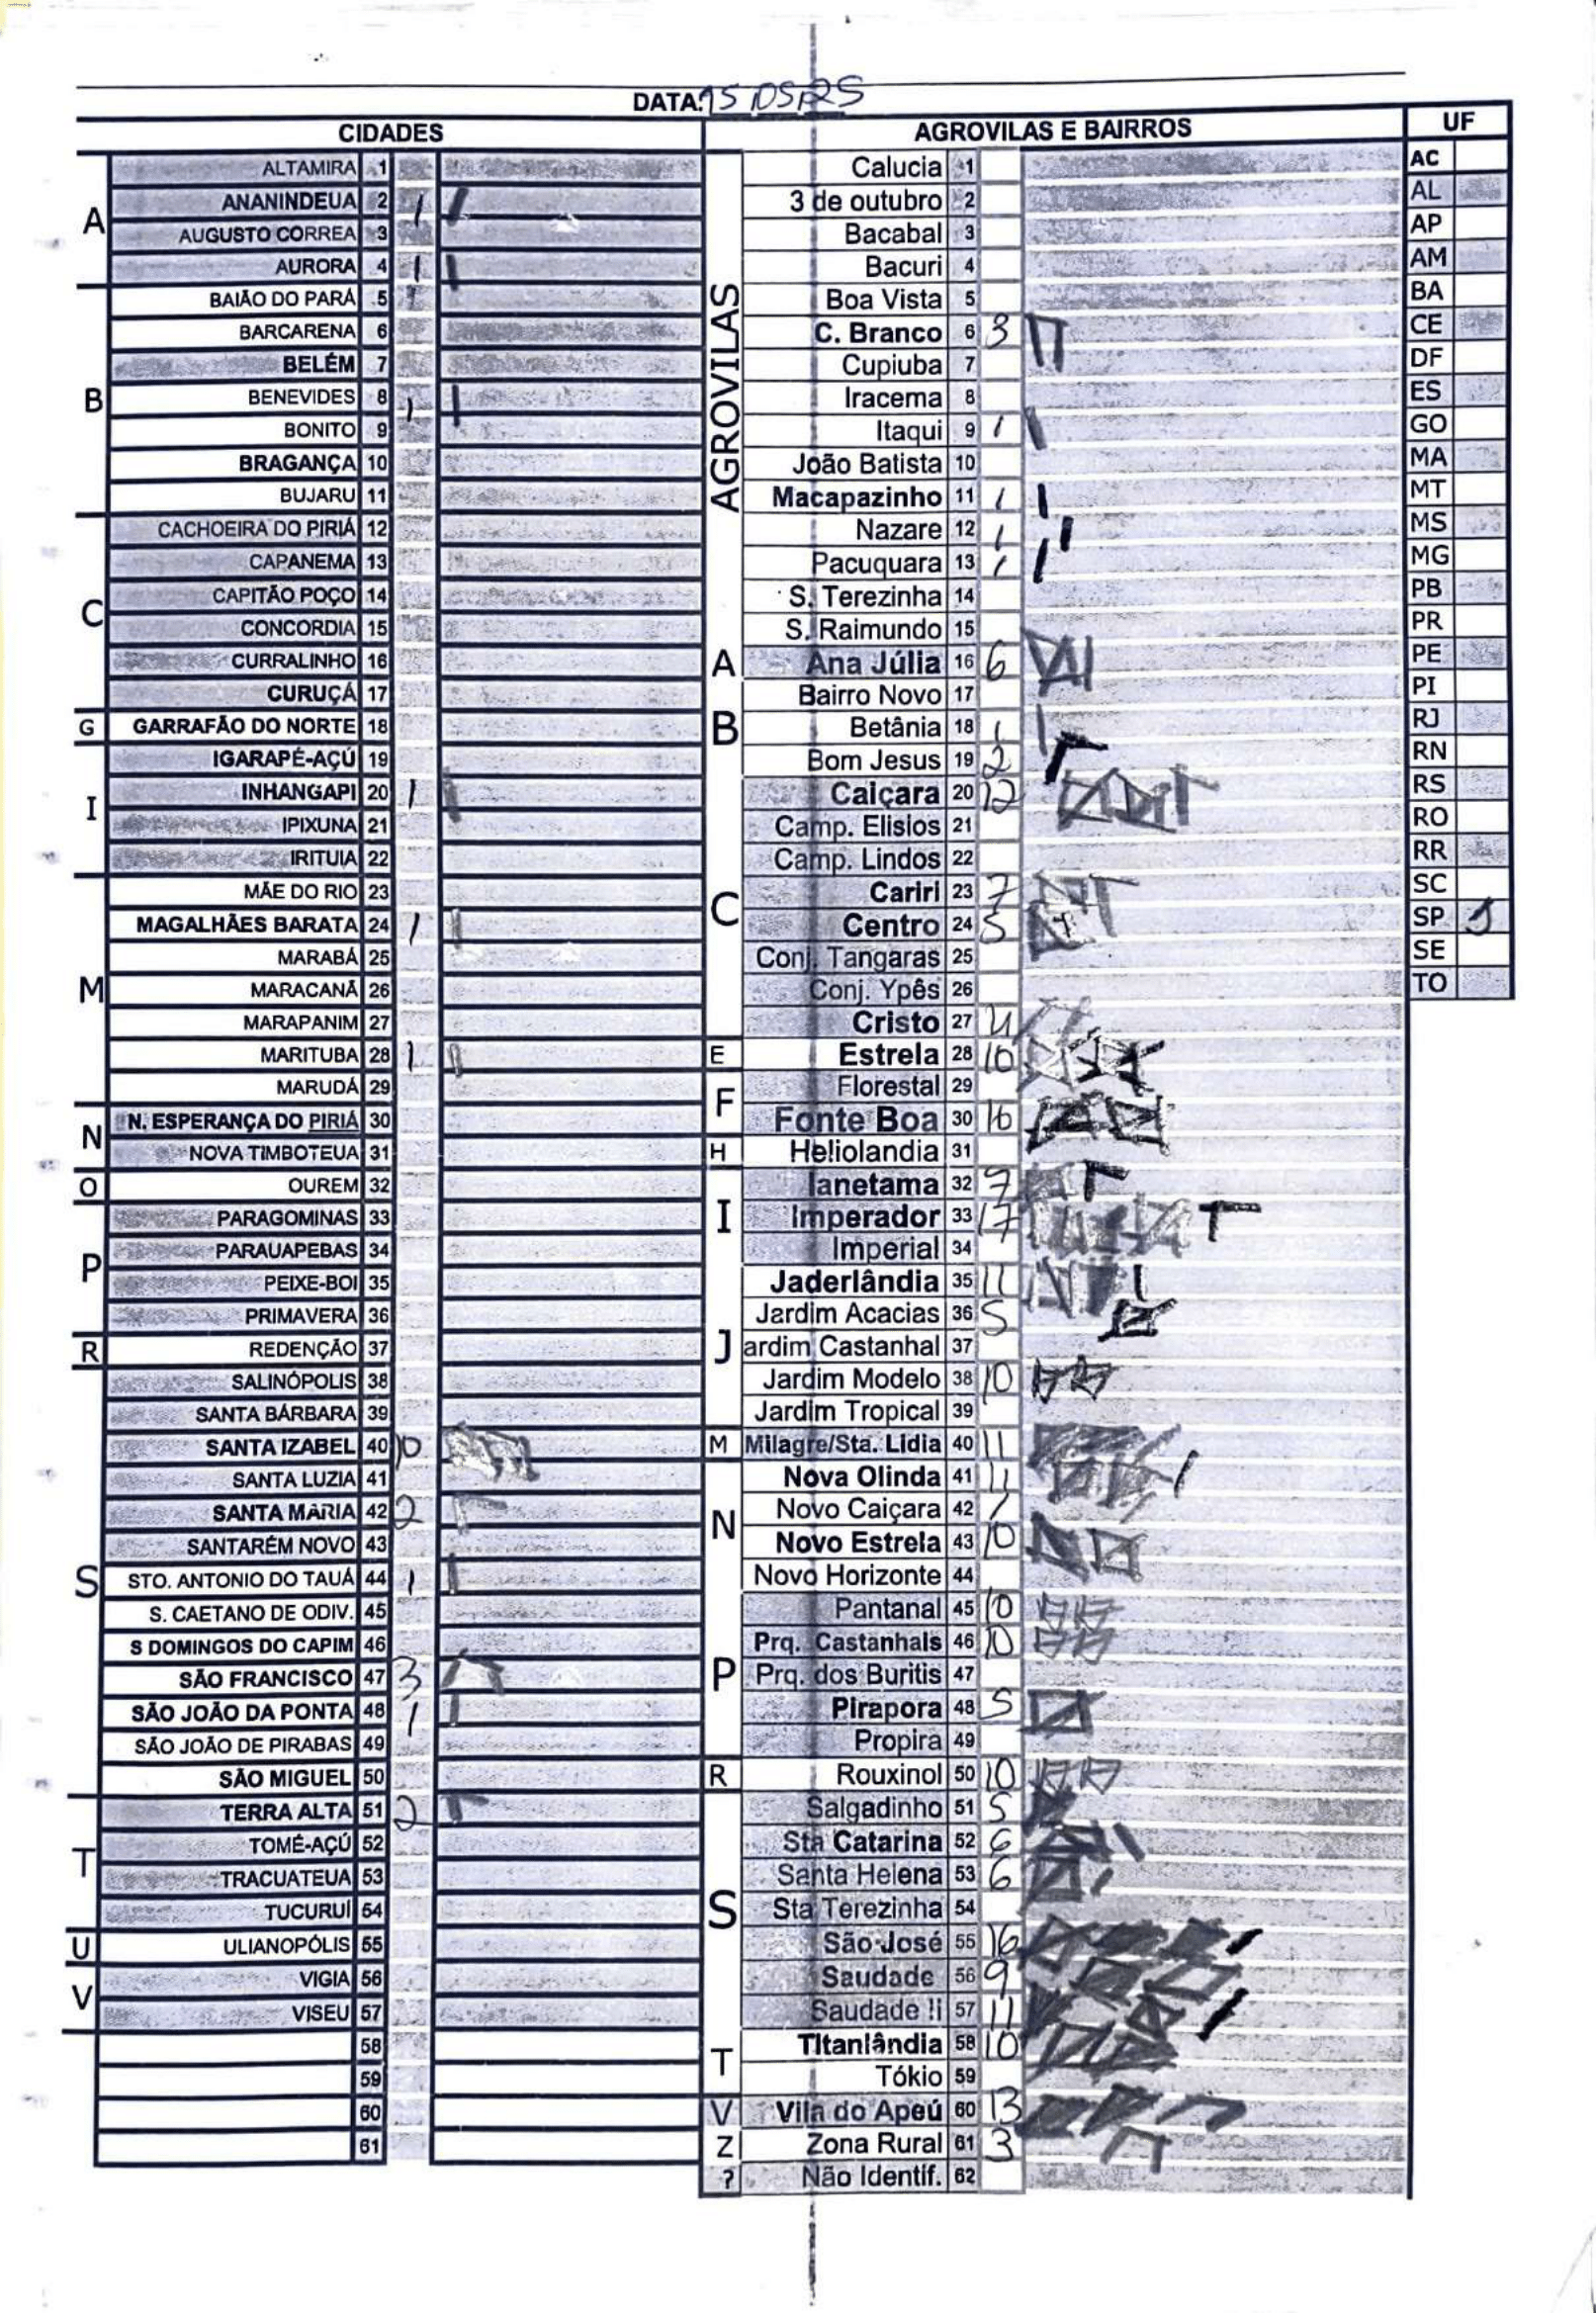 DATA: 15 05 25
CIDADES
A
ALTAMIRA 1
ANANINDEUA 2 1
AUGUSTO CORREA 3
AURORA 4 1
B
BAIÃO DO PARÁ 5
BARCARENA 6
BELÉM 7
BENEVIDES 8 1
BONITO 9
BRAGANÇA 10
BUJARU 11
C
CACHOEIRA DO PIRIÁ 12
CAPANEMA 13
CAPITÃO POÇO 14
CONCORDIA 15
CURRALINHO 16
CURUÇÁ 17
G GARRAFÃO DO NORTE 18
I
IGARAPÉ-AÇÚ 19
INHANGAPI 20 1
IPIXUNA 21
IRITUIA 22
M
MÃE DO RIO 23
MAGALHÃES BARATA 24 1
MARABÁ 25
MARACANÃ 26
MARAPANIM 27
MARITUBA 28 1
MARUDÁ 29
N
N. ESPERANÇA DO PIRIÁ 30
NOVA TIMBOTEUA 31
O OUREM 32
P
PARAGOMINAS 33
PARAUAPEBAS 34
PEIXE-BOI 35
PRIMAVERA 36
R REDENÇÃO 37
S
SALINÓPOLIS 38
SANTA BÁRBARA 39
SANTA IZABEL 40 10
SANTA LUZIA 41
SANTA MARIA 42 2
SANTARÉM NOVO 43
STO. ANTONIO DO TAUÁ 44 1
S. CAETANO DE ODIV. 45
S DOMINGOS DO CAPIM 46
SÃO FRANCISCO 47 3
SÃO JOÃO DA PONTA 48 1
SÃO JOÃO DE PIRABAS 49
SÃO MIGUEL 50
T
TERRA ALTA 51 2
TOMÉ-AÇÚ 52
TRACUATEUA 53
TUCURUÍ 54
U ULIANOPÓLIS 55
V
VIGIA 56
VISEU 57
58
59
60
61
AGROVILAS E BAIRROS
AGROVILAS
Calucia 1
3 de outubro 2
Bacabal 3
Bacuri 4
Boa Vista 5
C. Branco 6 3
Cupiuba 7
Iracema 8
Itaqui 9 1
João Batista 10
Macapazinho 11 1
Nazare 12 1
Pacuquara 13 1
S. Terezinha 14
S. Raimundo 15
A Ana Júlia 16 6
B
Bairro Novo 17
Betânia 18 1
Bom Jesus 19 2
C
Caiçara 20 12
Camp. Elisios 21
Camp. Lindos 22
Cariri 23 7
Centro 24 5
Conj. Tangaras 25
Conj. Ypês 26
Cristo 27 4
E Estrela 28 10
F
Florestal 29
Fonte Boa 30 16
H Heliolandia 31
I
Ianetama 32 7
Imperador 33 17
Imperial 34
J
Jaderlândia 35 11
Jardim Acacias 36 5
ardim Castanhal 37
Jardim Modelo 38 10
Jardim Tropical 39
M Milagre/Sta. Lidia 40 11
N
Nova Olinda 41 11
Novo Caiçara 42 1
Novo Estrela 43 10
Novo Horizonte 44
P
Pantanal 45 10
Prq. Castanhais 46 10
Prq. dos Buritis 47
Pirapora 48 5
Propira 49
R Rouxinol 50 10
S
Salgadinho 51 5
Sta Catarina 52 6
Santa Helena 53 6
Sta Terezinha 54
São José 55 16
Saudade 56 9
Saudade II 57 11
T
Titanlândia 58 10
Tókio 59
V Vila do Apeú 60 13
Z Zona Rural 61 3
? Não Identif. 62
UF
AC
AL
AP
AM
BA
CE
DF
ES
GO
MA
MT
MS
MG
PB
PR
PE
PI
RJ
RN
RS
RO
RR
SC
SP 1
SE
TO